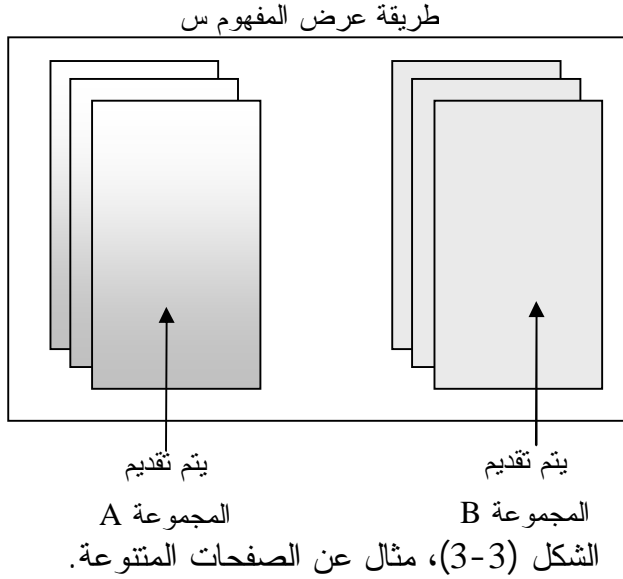 طريقة عرض المفهوم س
يتم تقديم
المجموعة B
يتم تقديم
المجموعة A
الشكل (3-3)، مثال عن الصفحات المتنوعة.